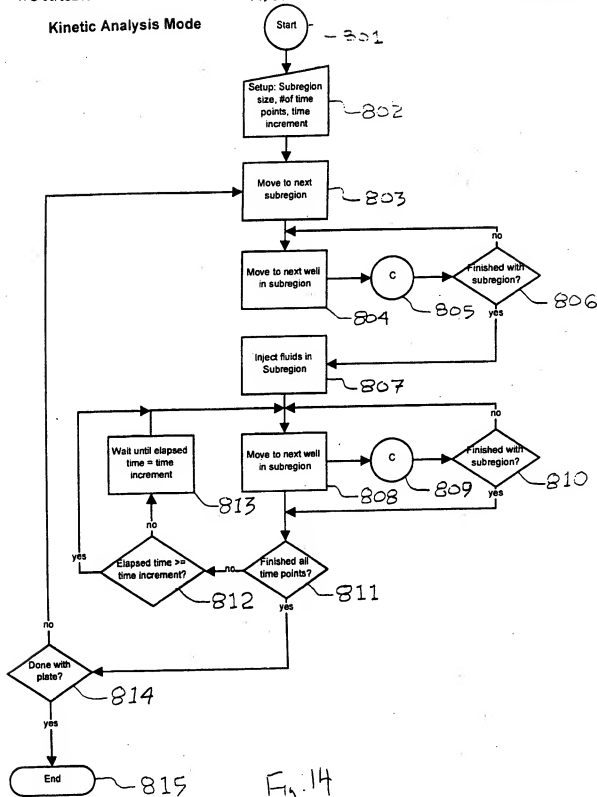 Kinetic Analysis Mode
Start
301
Setup: Subregion
size, #of time
points, time
increment
802
Move to next
subregion
803
no
Move to next well
in subregion
804
C
805
Finished with
subregion?
806
yes
Inject fluids in
Subregion
807
no
Wait until elapsed
time = time
increment
813
Move to next well
in subregion
808
C
809
Finished with
subregion?
810
yes
no
yes
Elapsed time >=
time increment?
812
no
Finished all
time points?
811
yes
no
Done with
plate?
814
yes
End
815
Fig. 14